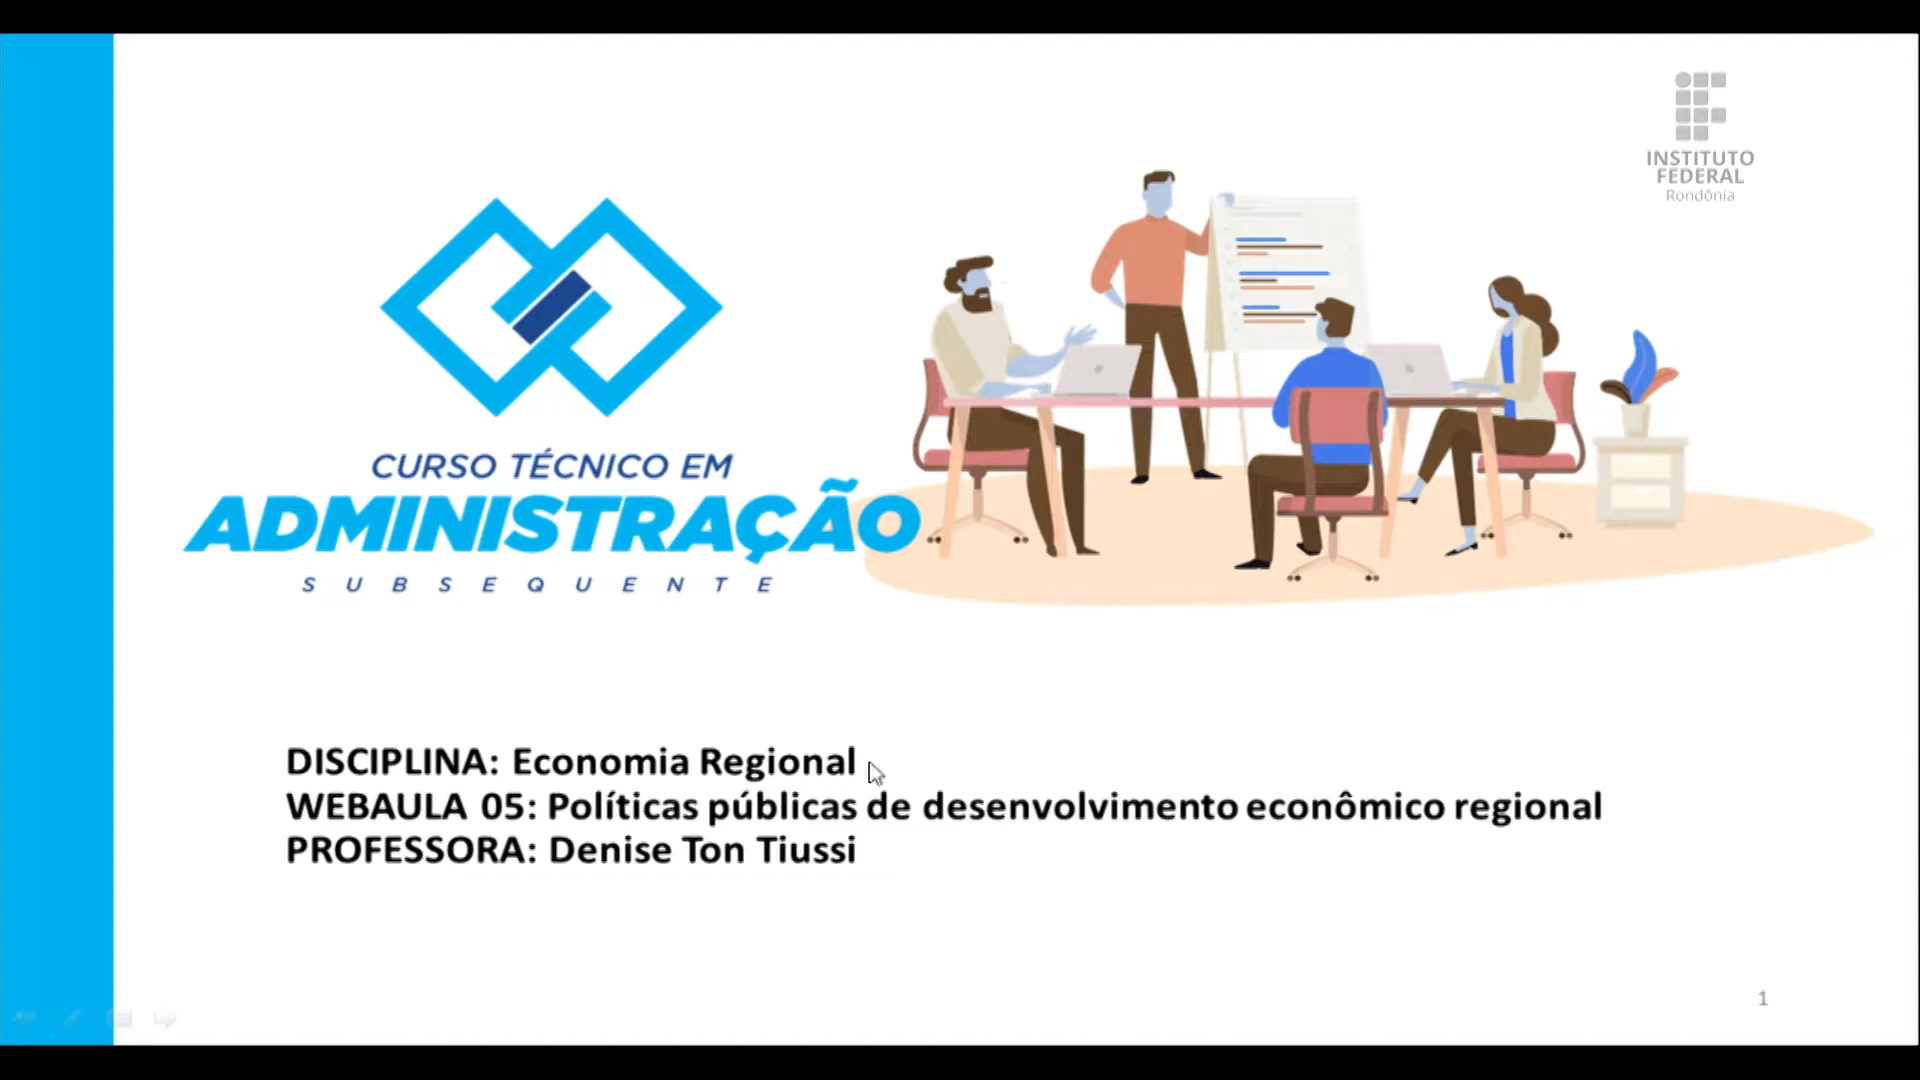 INSTITUTO
FEDERAL
Rondônia
CURSO TÉCNICO EM
ADMINISTRAÇÃO
SUBSEQUENTE
DISCIPLINA: Economia Regional
WEBAULA 05: Políticas públicas de desenvolvimento econômico regional
PROFESSORA: Denise Ton Tiussi
1